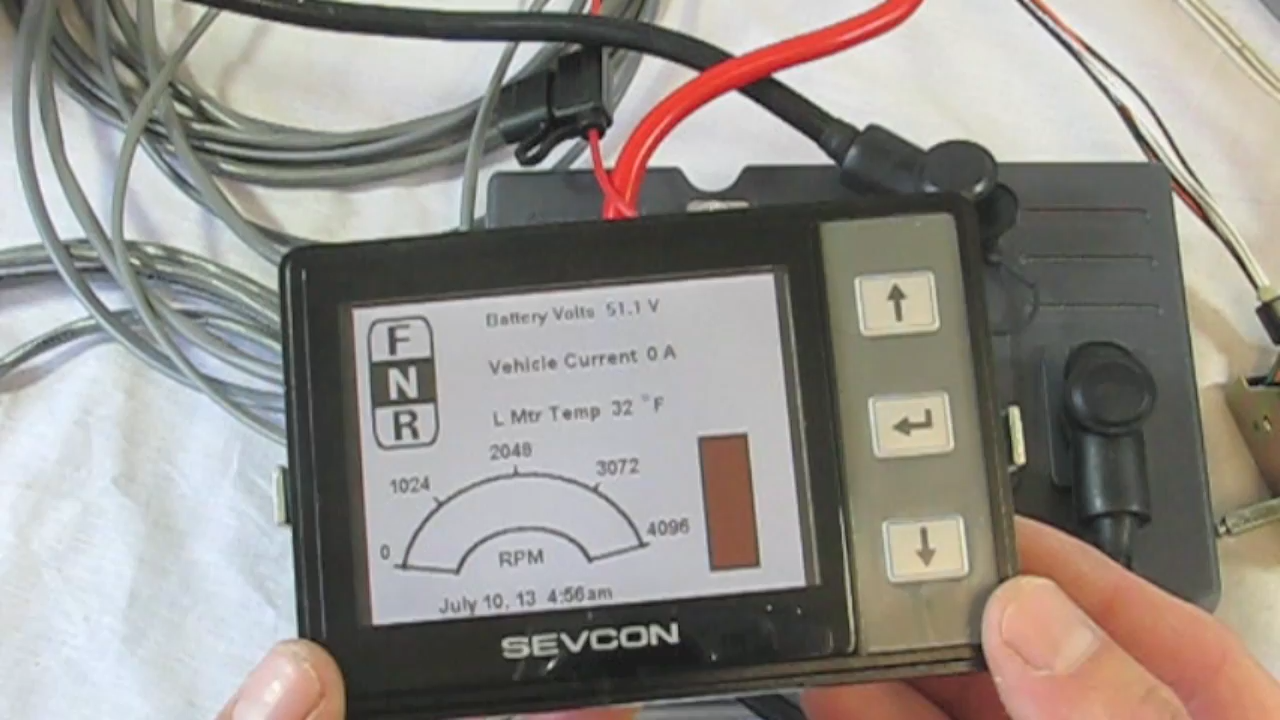 Battery Volts 51.1 V
F
Vehicle Current 0 A
N
L Mtr Temp 32 °F
R
2048
1024
3072
0
4096
RPM
July 10, 13 4:56am
SEVCON